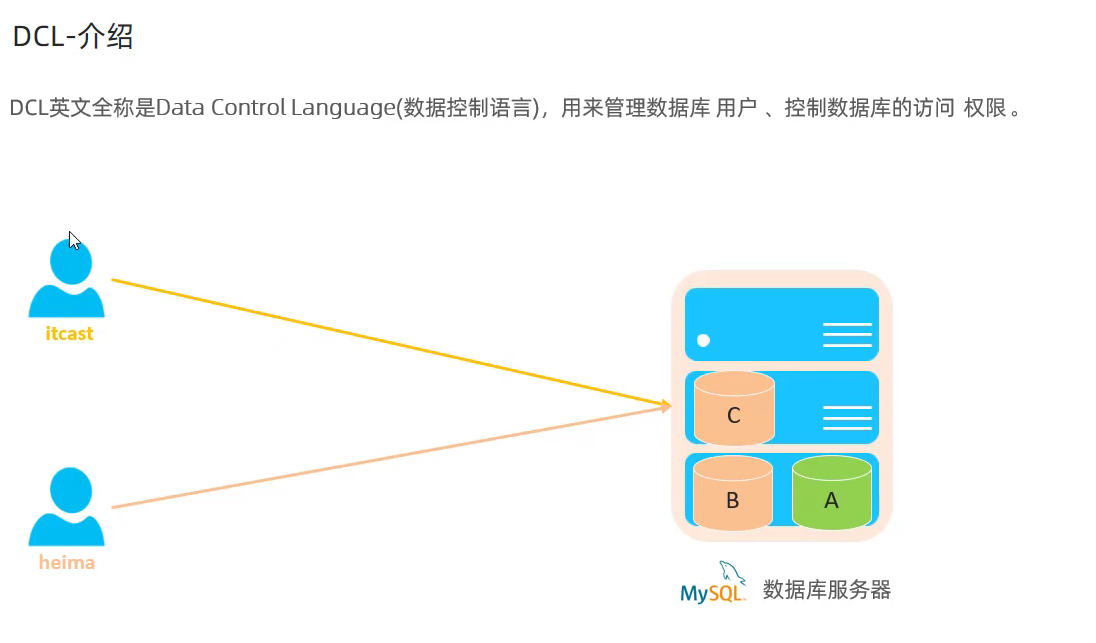 DCL-介绍
DCL英文全称是Data Control Language(数据控制语言)，用来管理数据库 用户 、控制数据库的访问 权限 。
itcast
C
B A
heima
MySQL 数据库服务器